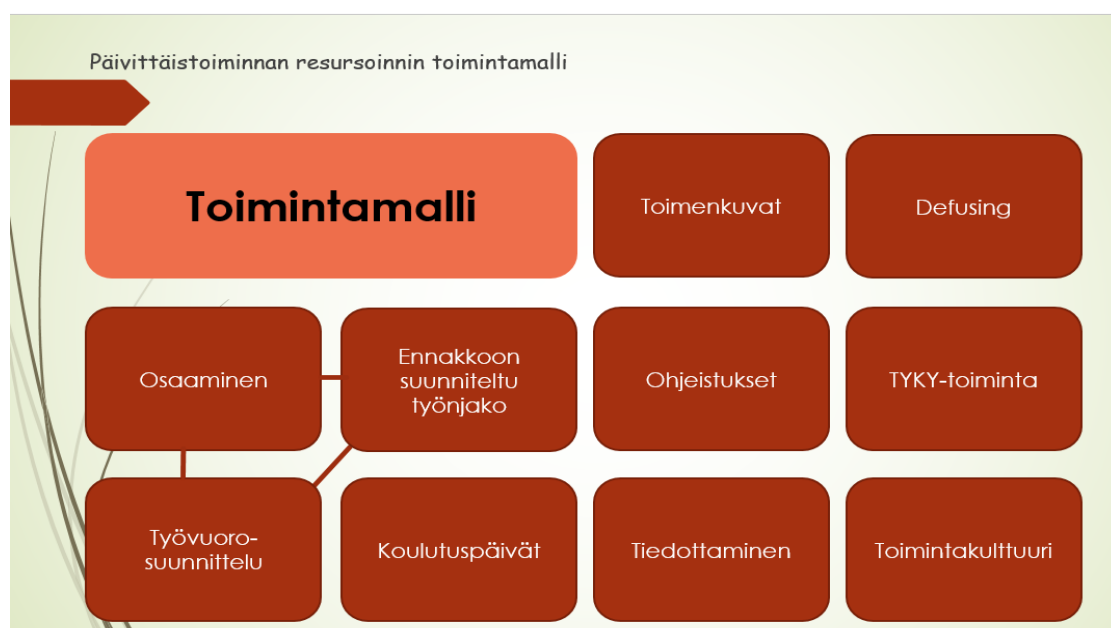 Päivittäistoiminnan resursoinnin toimintamalli
Toimintamalli
Toimenkuvat
Defusing
Osaaminen
Ennakkoon
suunniteltu
työnjako
Ohjeistukset
TYKY-toiminta
Työvuoro-
suunnittelu
Koulutuspäivät
Tiedottaminen
Toimintakulttuuri